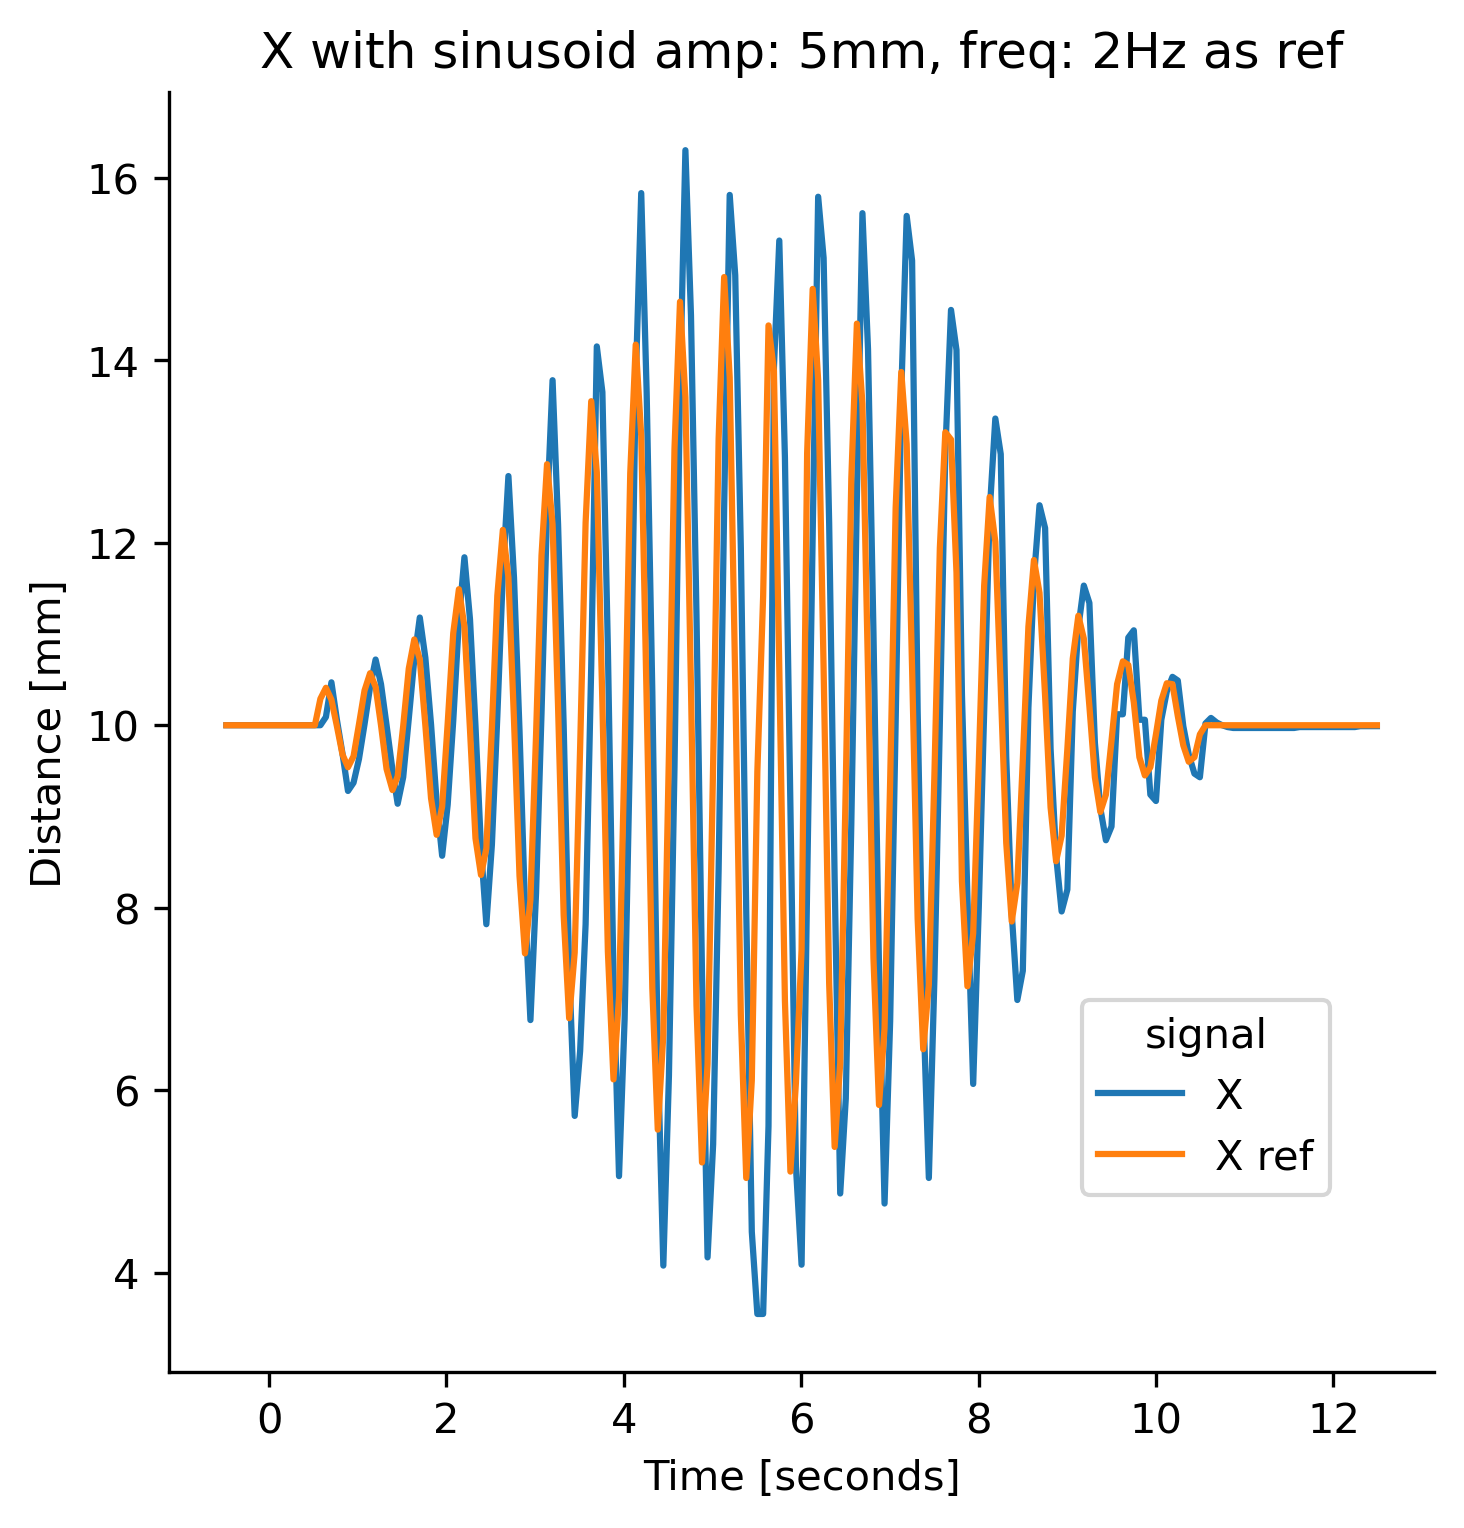 X with sinusoid amp: 5mm, freq: 2Hz as ref
16
14
12
10
8
6
4
Distance [mm]
signal
X
X ref
0 2 4 6 8 10 12
Time [seconds]